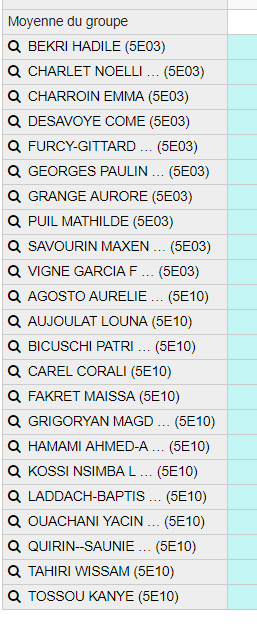 Moyenne du groupe
BEKRI HADILE (5E03)
CHARLET NOELLI ... (5E03)
CHARROIN EMMA (5E03)
DESAVOYE COME (5E03)
FURCY-GITTARD ... (5E03)
GEORGES PAULIN ... (5E03)
GRANGE AURORE (5E03)
PUIL MATHILDE (5E03)
SAVOURIN MAXEN ... (5E03)
VIGNE GARCIA F ... (5E03)
AGOSTO AURELIE ... (5E10)
AUJOULAT LOUNA (5E10)
BICUSCHI PATRI ... (5E10)
CAREL CORALI (5E10)
FAKRET MAISSA (5E10)
GRIGORYAN MAGD ... (5E10)
HAMAMI AHMED-A ... (5E10)
KOSSI NSIMBA L ... (5E10)
LADDACH-BAPTIS ... (5E10)
OUACHANI YACIN ... (5E10)
QUIRIN--SAUNIE ... (5E10)
TAHIRI WISSAM (5E10)
TOSSOU KANYE (5E10)